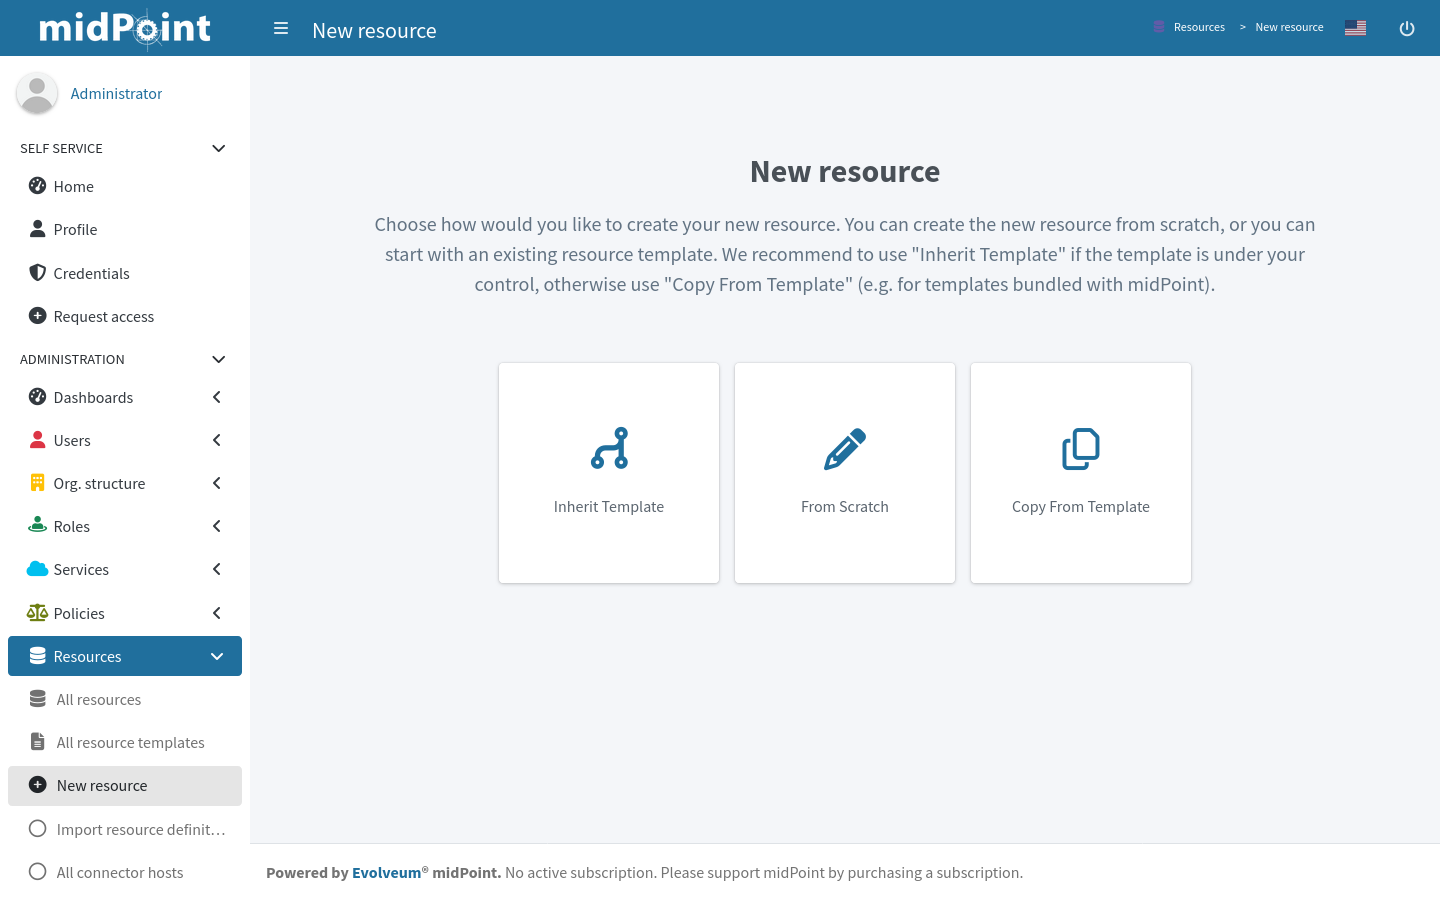 midPoint
New resource
Resources > New resource
Administrator
SELF SERVICE
Home
Profile
Credentials
Request access
ADMINISTRATION
Dashboards
Users
Org. structure
Roles
Services
Policies
Resources
All resources
All resource templates
New resource
Import resource definit...
All connector hosts
New resource
Choose how would you like to create your new resource. You can create the new resource from scratch, or you can
start with an existing resource template. We recommend to use "Inherit Template" if the template is under your
control, otherwise use "Copy From Template" (e.g. for templates bundled with midPoint).
Inherit Template
From Scratch
Copy From Template
Powered by Evolveum® midPoint. No active subscription. Please support midPoint by purchasing a subscription.